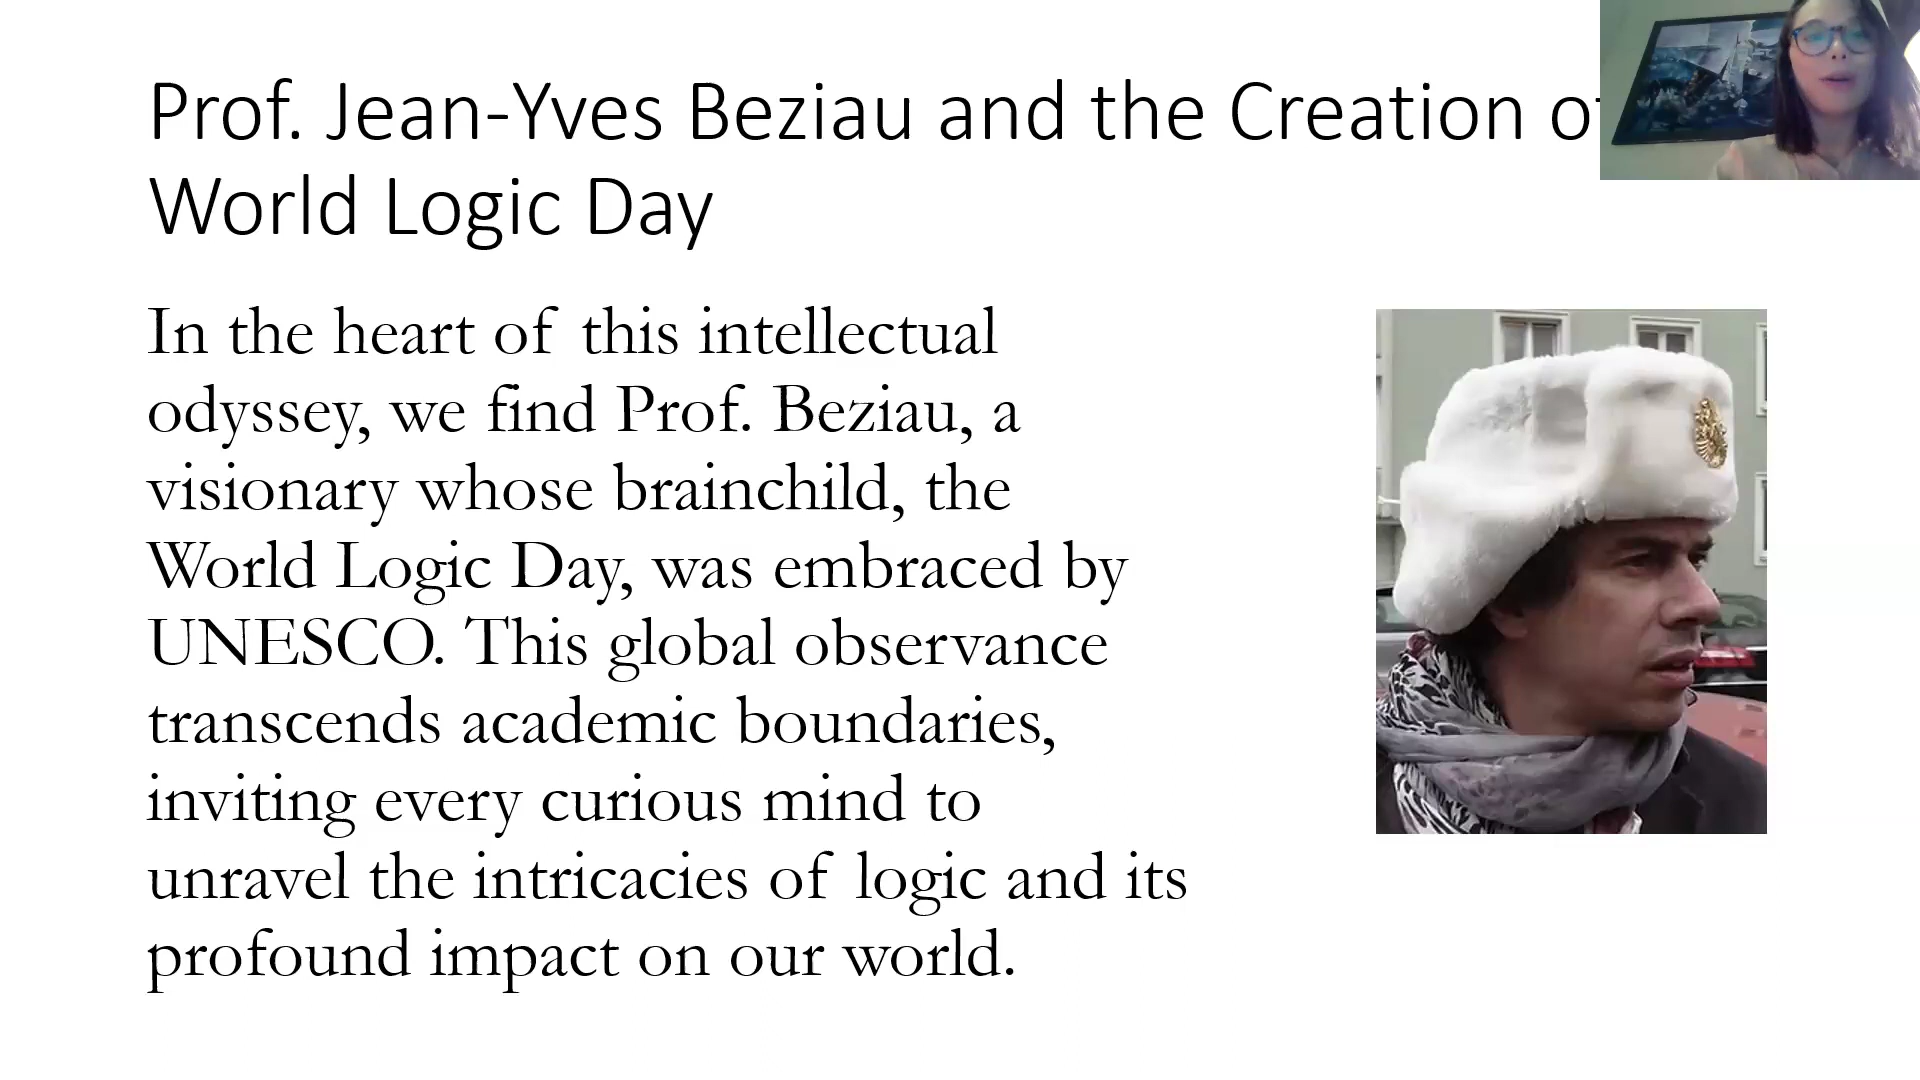 Prof. Jean-Yves Beziau and the Creation of
World Logic Day
In the heart of this intellectual
odyssey, we find Prof. Beziau, a
visionary whose brainchild, the
World Logic Day, was embraced by
UNESCO. This global observance
transcends academic boundaries,
inviting every curious mind to
unravel the intricacies of logic and its
profound impact on our world.